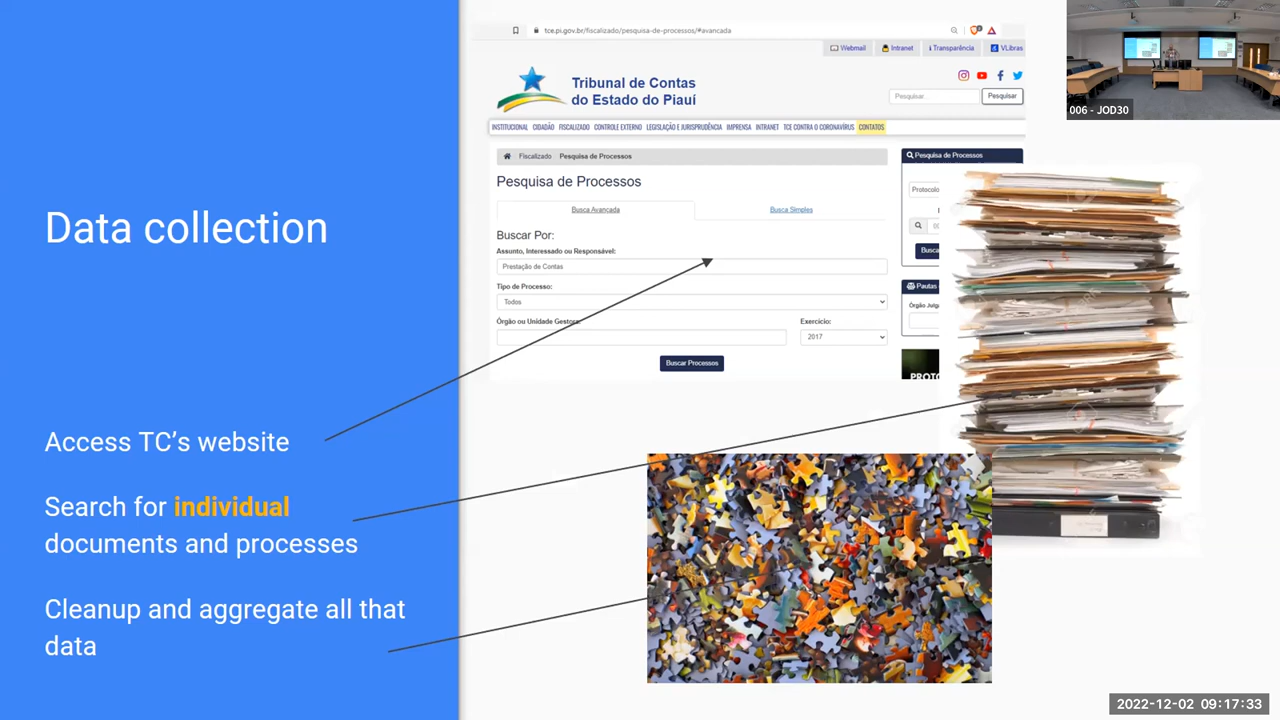 Data collection
Access TC's website
Search for individual
documents and processes
Cleanup and aggregate all that
data
tce.pi.gov.br/fiscalizado/pesquisa-de-processos/#avancada
Webmail
Intranet
Transparência
VLibras
Tribunal de Contas
do Estado do Piauí
Pesquisar...
Pesquisar
INSTITUCIONAL CIDADÃO FISCALIZADO CONTROLE EXTERNO LEGISLAÇÃO E JURISPRUDÊNCIA IMPRENSA INTRANET TCE CONTRA O CORONAVÍRUS CONTATOS
Fiscalizado Pesquisa de Processos
Pesquisa de Processos
Busca Avançada
Busca Simples
Buscar Por:
Assunto, Interessado ou Responsável:
Prestação de Contas
Tipo de Processo:
Todos
Órgão ou Unidade Gestora:
Exercício:
2017
Buscar Processos
Pesquisa de Processos
Protocolo
Busca
Pautas
Órgão Julg
PROTO
006 - JOD30
2022-12-02 09:17:33